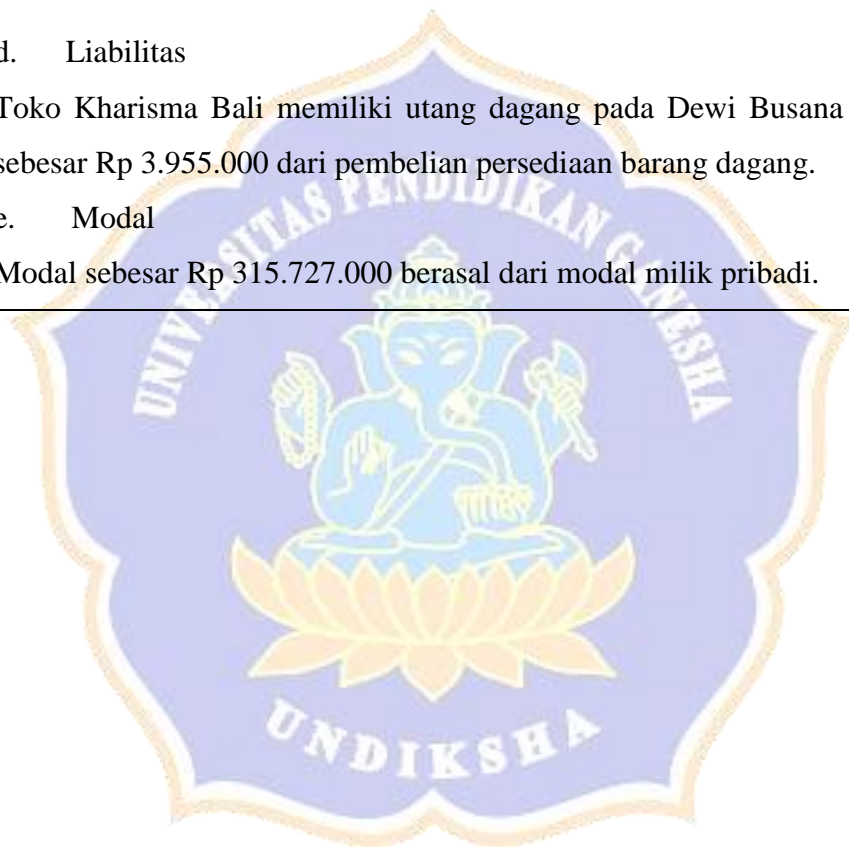 d. Liabilitas
Toko Kharisma Bali memiliki utang dagang pada Dewi Busana
sebesar Rp 3.955.000 dari pembelian persediaan barang dagang.
e. Modal
Modal sebesar Rp 315.727.000 berasal dari modal milik pribadi.
UNIVERSITAS PENDIDIKAN GANESHA
UNDIKSHA